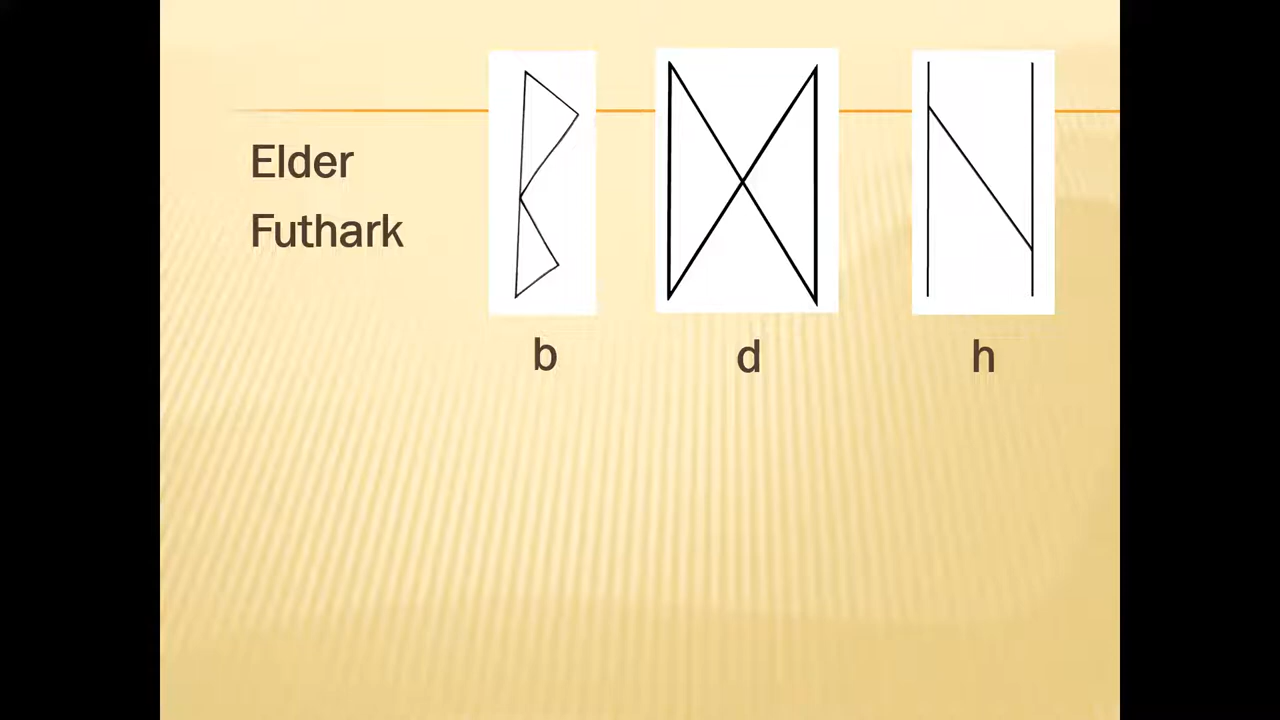 Elder
Futhark
ᛒ ᛞ ᚺ
b d h